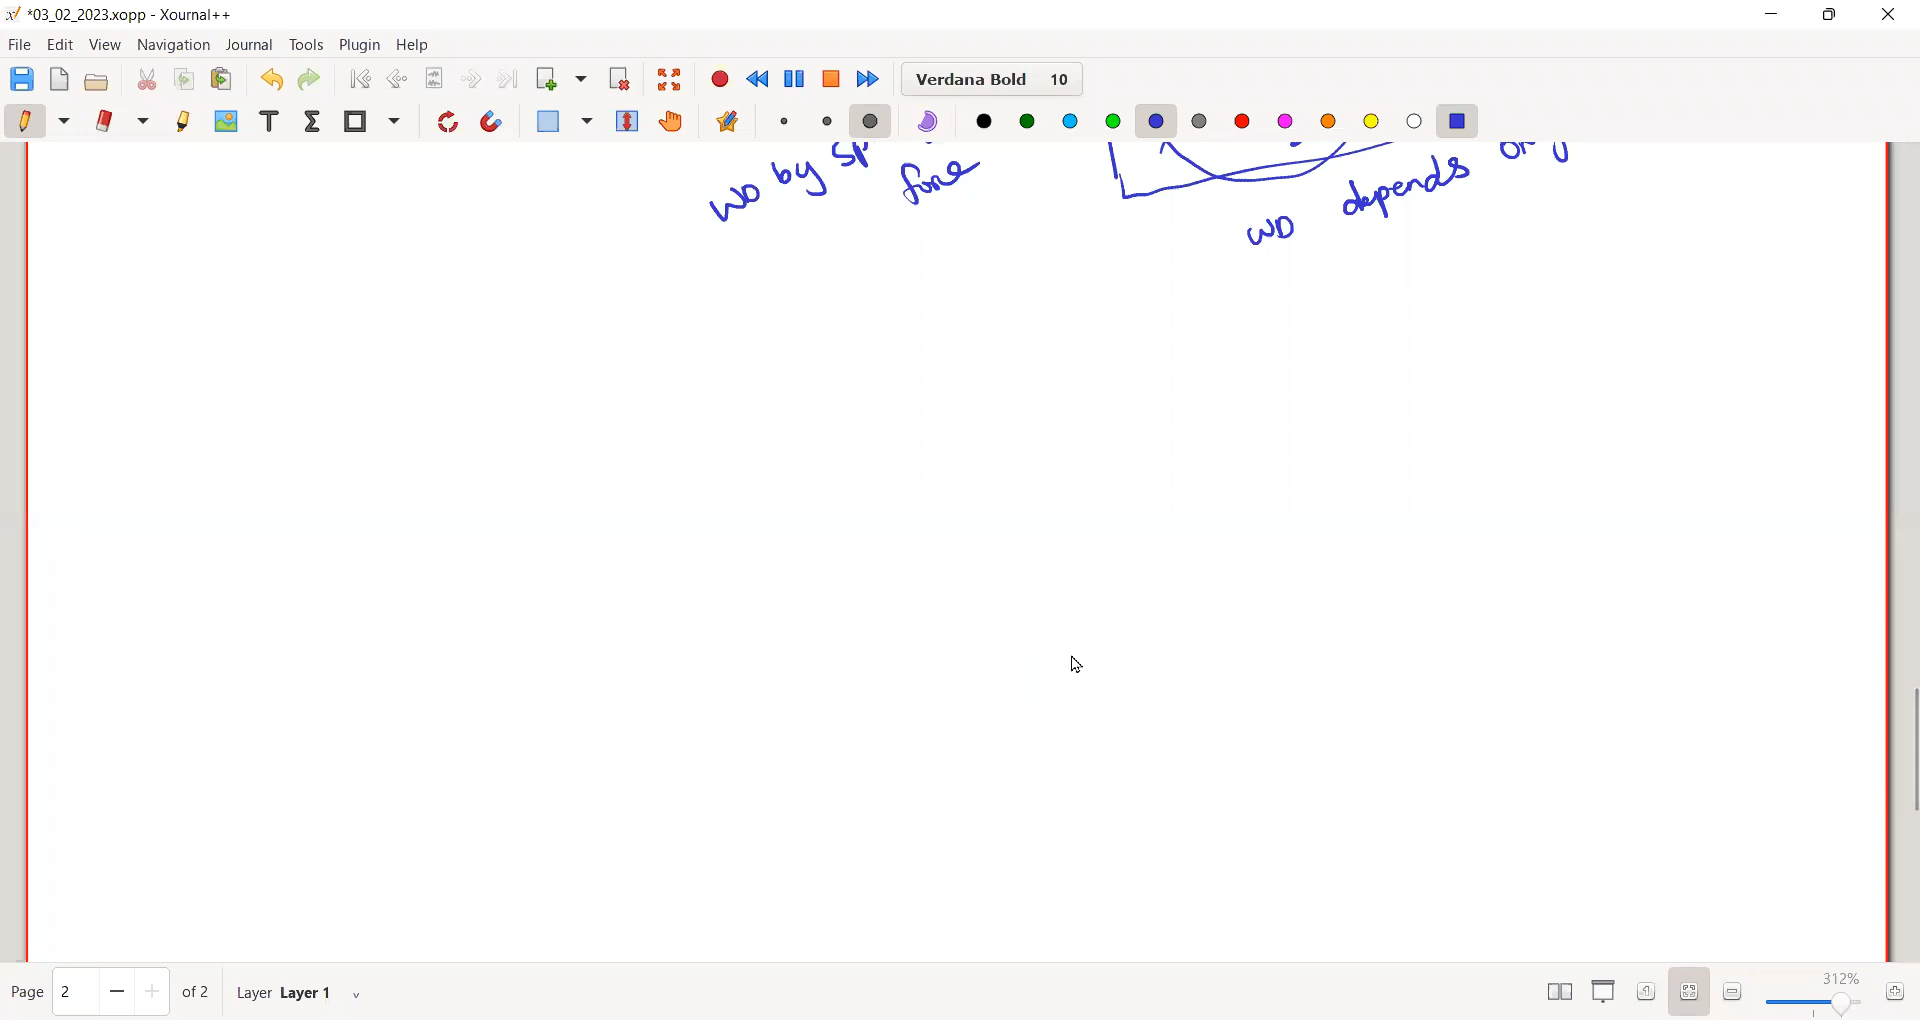 *03_02_2023.xopp - Xournal++
File Edit View Navigation Journal Tools Plugin Help
Verdana Bold 10
WD by
force
WD depends
Page 2 of 2 Layer Layer 1
312%